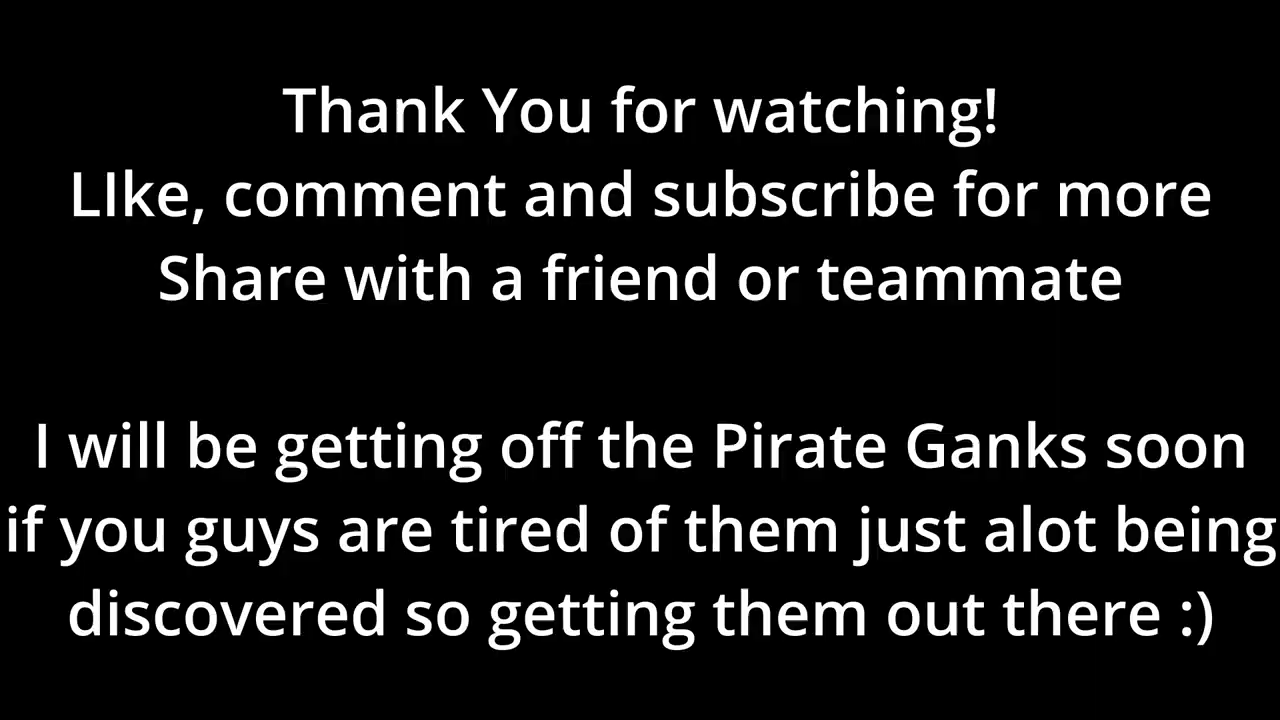 Thank You for watching!
LIke, comment and subscribe for more
Share with a friend or teammate
I will be getting off the Pirate Ganks soon
if you guys are tired of them just alot being
discovered so getting them out there :)